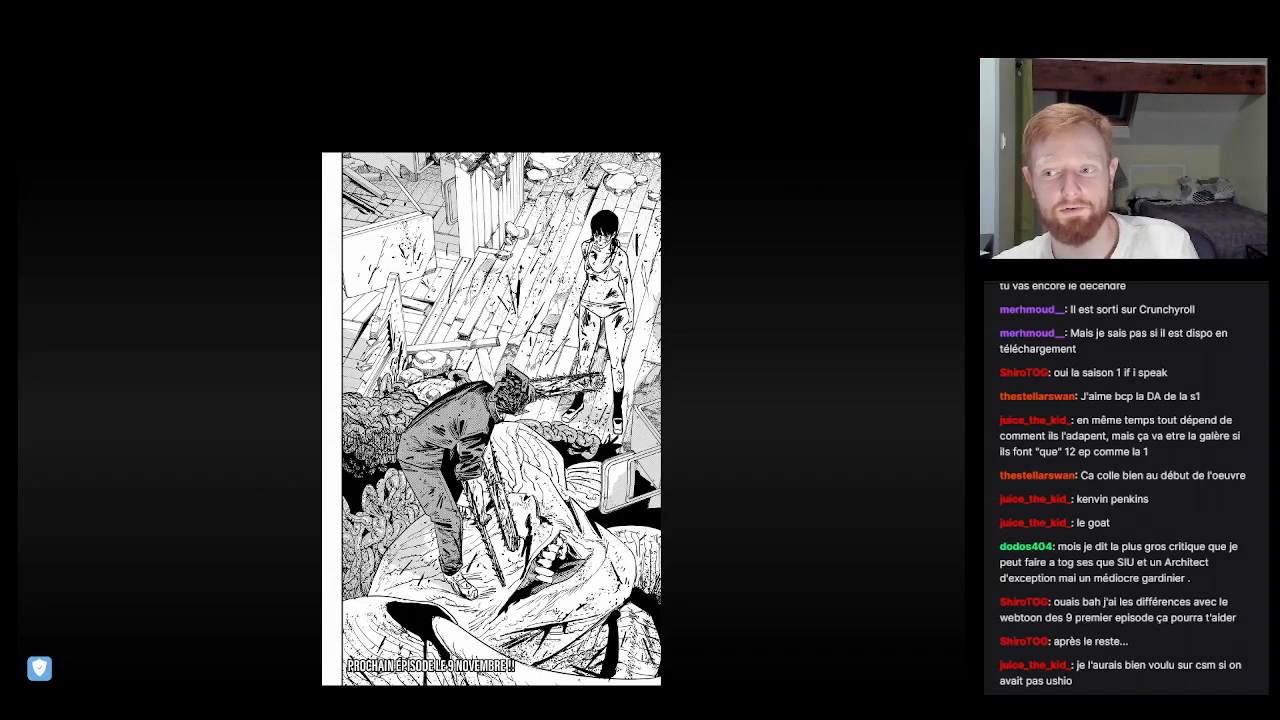 PROCHAIN ÉPISODE LE 9 NOVEMBRE !!
tu vas encore le décendre
merhmoud__: Il est sorti sur Crunchyroll
merhmoud__: Mais je sais pas si il est dispo en
téléchargement
ShiroTOG: oui la saison 1 if i speak
thestellarswan: J'aime bcp la DA de la s1
juice_the_kid_: en même temps tout dépend de
comment ils l'adapent, mais ça va etre la galère si
ils font "que" 12 ep comme la 1
thestellarswan: Ca colle bien au début de l'oeuvre
juice_the_kid_: kenvin penkins
juice_the_kid_: le goat
dodos404: mois je dit la plus gros critique que je
peut faire a tog ses que SIU et un Architect
d'exception mai un médiocre gardinier .
ShiroTOG: ouais bah j'ai les différences avec le
webtoon des 9 premier episode ça pourra t'aider
ShiroTOG: après le reste...
juice_the_kid_: je l'aurais bien voulu sur csm si on
avait pas ushio